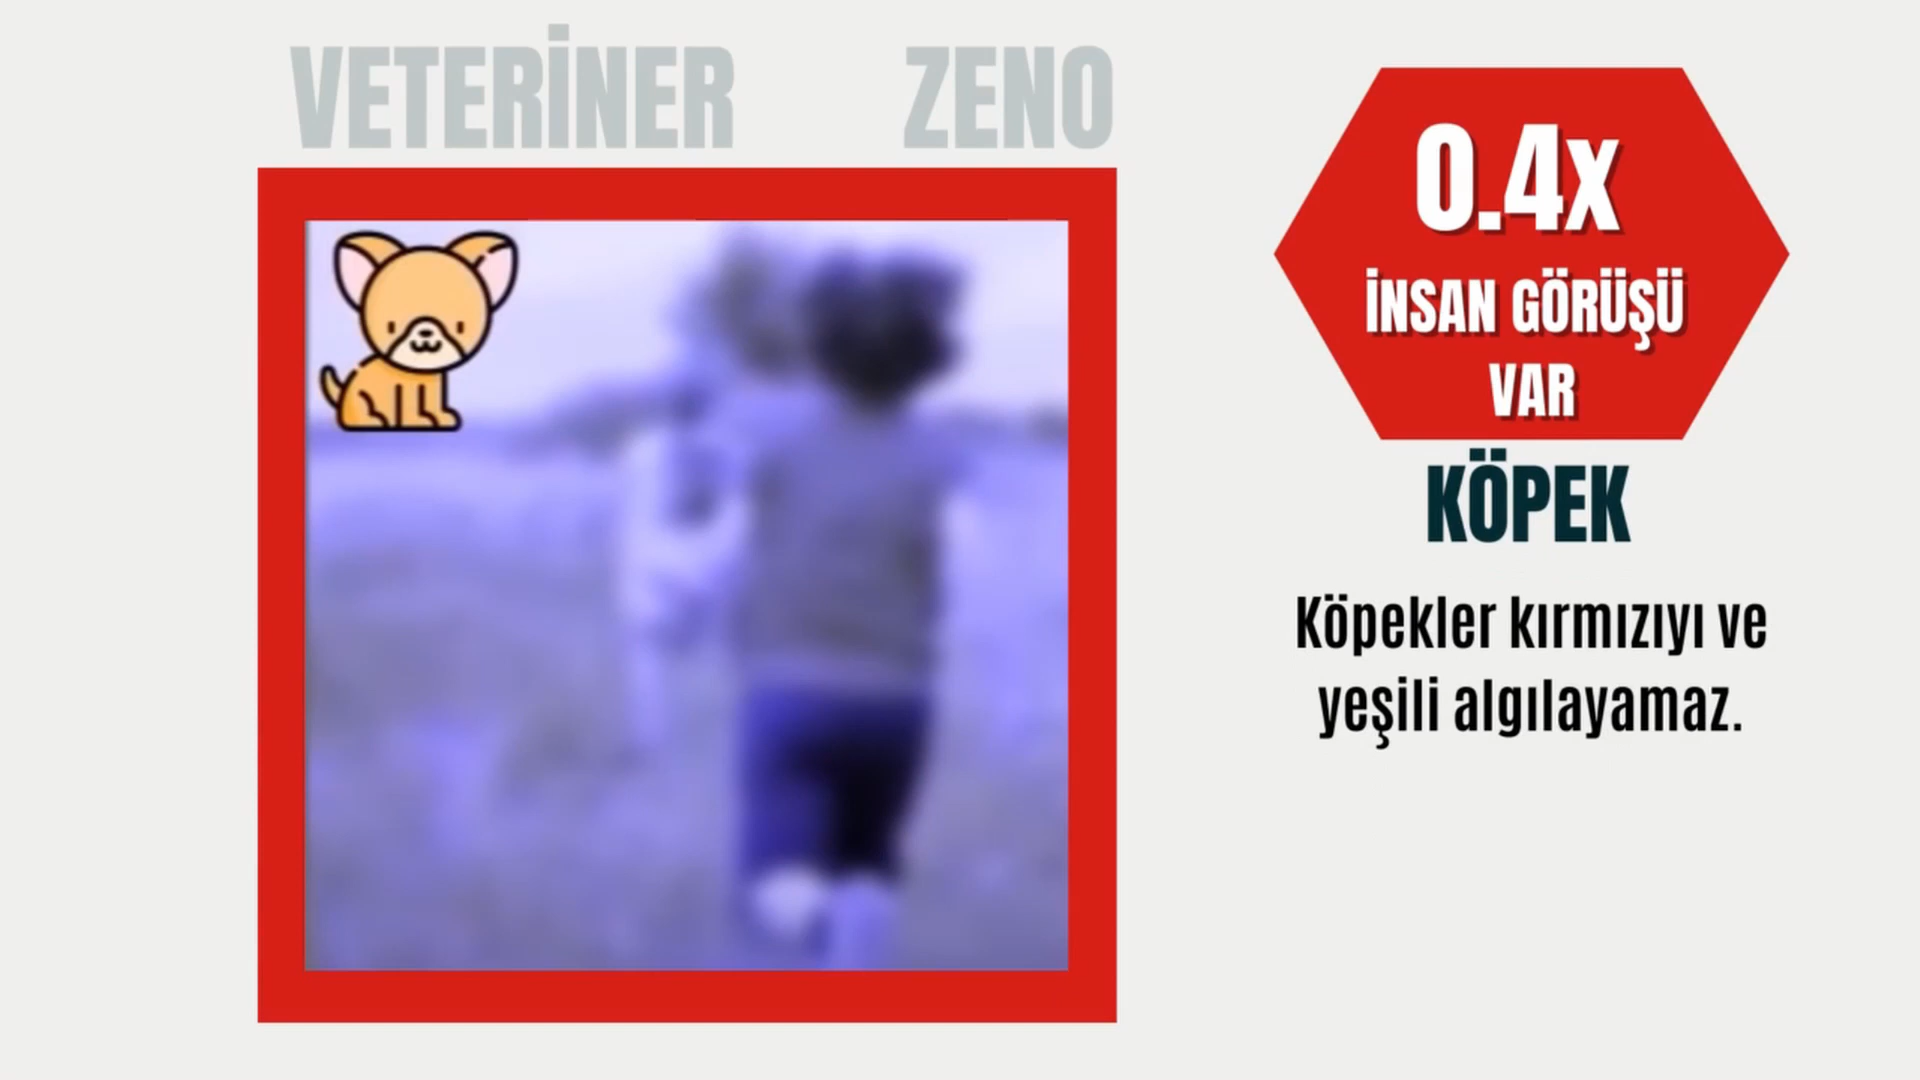 VETERİNER ZENO
0.4x
İNSAN GÖRÜŞÜ
VAR
KÖPEK
Köpekler kırmızıyı ve
yeşili algılayamaz.